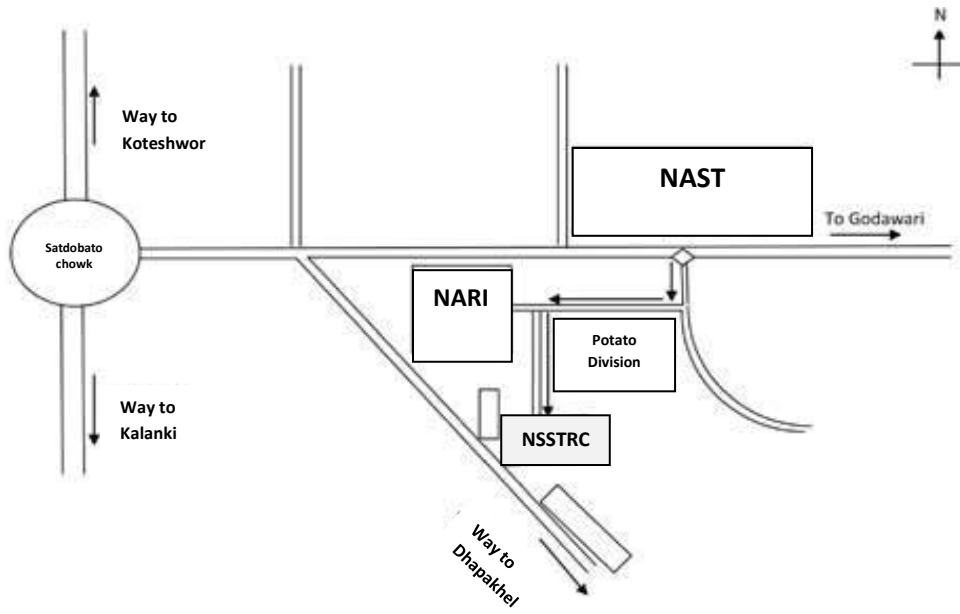 N
Way to
Koteshwor
NAST
To Godawari
Satdobato
chowk
NARI
Potato
Division
Way to
Kalanki
NSSTRC
Way to
Dhapakhel